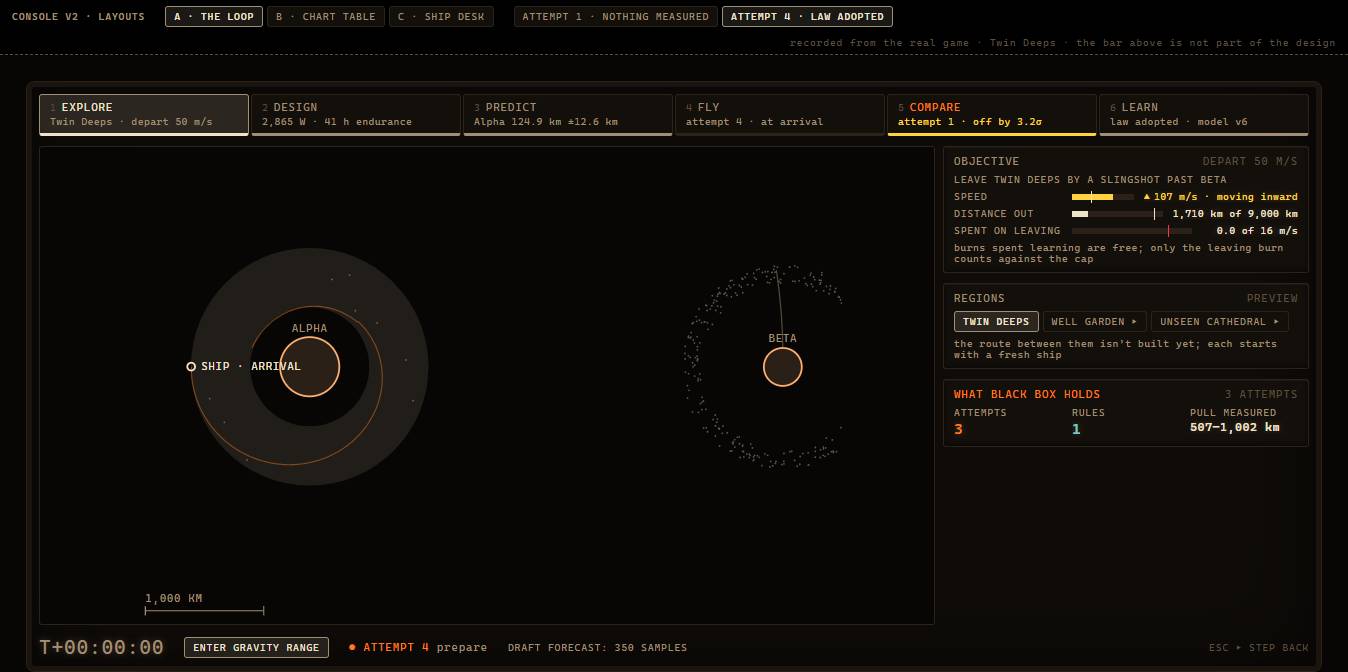 CONSOLE V2 · LAYOUTS A · THE LOOP B · CHART TABLE C · SHIP DESK ATTEMPT 1 · NOTHING MEASURED ATTEMPT 4 · LAW ADOPTED
recorded from the real game · Twin Deeps · the bar above is not part of the design
1 EXPLORE
Twin Deeps · depart 50 m/s
2 DESIGN
2,865 W · 41 h endurance
3 PREDICT
Alpha 124.9 km ±12.6 km
4 FLY
attempt 4 · at arrival
5 COMPARE
attempt 1 · off by 3.2σ
6 LEARN
law adopted · model v6
ALPHA
SHIP · ARRIVAL
BETA
1,000 KM
OBJECTIVE DEPART 50 M/S
LEAVE TWIN DEEPS BY A SLINGSHOT PAST BETA
SPEED ▲ 107 m/s · moving inward
DISTANCE OUT 1,710 km of 9,000 km
SPENT ON LEAVING 0.0 of 16 m/s
burns spent learning are free; only the leaving burn
counts against the cap
REGIONS PREVIEW
TWIN DEEPS WELL GARDEN ▸ UNSEEN CATHEDRAL ▸
the route between them isn't built yet; each starts
with a fresh ship
WHAT BLACK BOX HOLDS 3 ATTEMPTS
ATTEMPTS RULES PULL MEASURED
3 1 507–1,002 km
T+00:00:00 ENTER GRAVITY RANGE ● ATTEMPT 4 prepare DRAFT FORECAST: 350 SAMPLES ESC ▸ STEP BACK